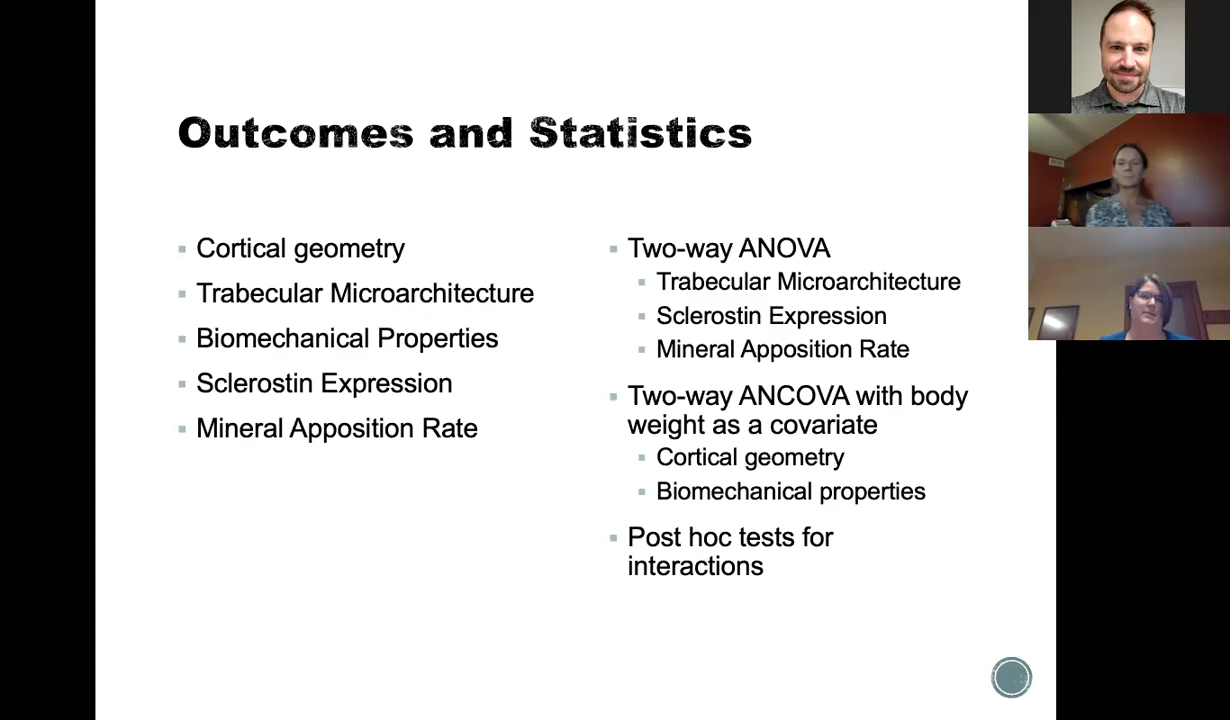 Outcomes and Statistics
Cortical geometry
Trabecular Microarchitecture
Biomechanical Properties
Sclerostin Expression
Mineral Apposition Rate
Two-way ANOVA
Trabecular Microarchitecture
Sclerostin Expression
Mineral Apposition Rate
Two-way ANCOVA with body
weight as a covariate
Cortical geometry
Biomechanical properties
Post hoc tests for
interactions